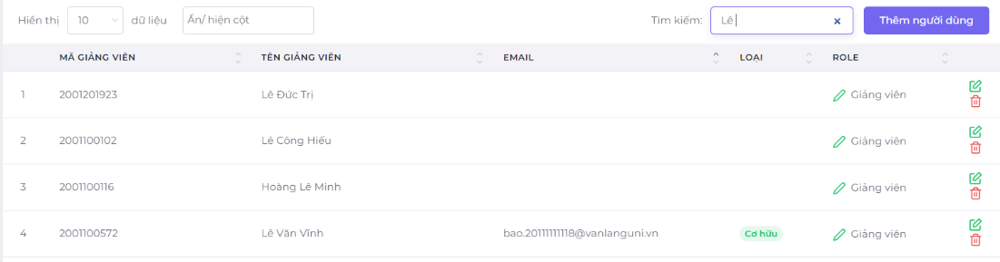 Hiển thị 10 dữ liệu Ẩn/ hiện cột Tìm kiếm: Lê Thêm người dùng
MÃ GIẢNG VIÊN TÊN GIẢNG VIÊN EMAIL LOẠI ROLE
1 2001201923 Lê Đức Trị Giảng viên
2 2001100102 Lê Công Hiếu Giảng viên
3 2001100116 Hoàng Lê Minh Giảng viên
4 2001100572 Lê Văn Vĩnh bao.20111111118@vanlanguni.vn Cơ hữu Giảng viên